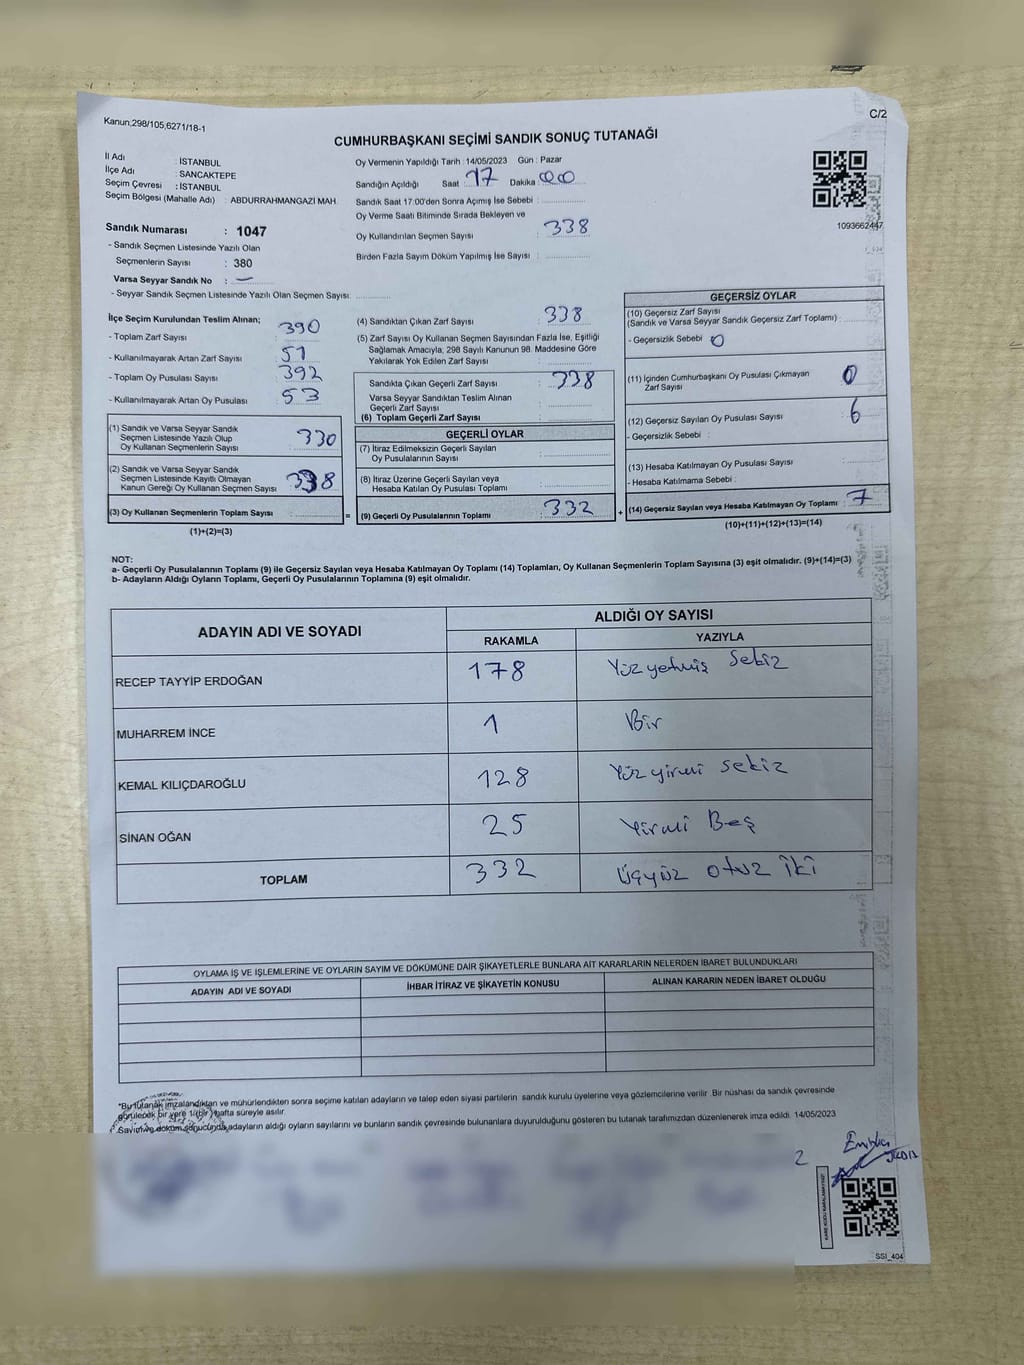 Kanun;298/105;6271/18-1
C/2
CUMHURBAŞKANI SEÇİMİ SANDIK SONUÇ TUTANAĞI
İl Adı : İSTANBUL
İlçe Adı : SANCAKTEPE
Seçim Çevresi : İSTANBUL
Seçim Bölgesi (Mahalle Adı) : ABDURRAHMANGAZİ MAH.
Sandık Numarası : 1047
- Sandık Seçmen Listesinde Yazılı Olan
Seçmenlerin Sayısı : 380
Varsa Seyyar Sandık No : —
- Seyyar Sandık Seçmen Listesinde Yazılı Olan Seçmen Sayısı:
Oy Vermenin Yapıldığı Tarih : 14/05/2023 Gün : Pazar
Sandığın Açıldığı Saat : 17 Dakika : 00
Sandık Saat 17:00'den Sonra Açımış İse Sebebi :
Oy Verme Saati Bitiminde Sırada Bekleyen ve
Oy Kullandırılan Seçmen Sayısı : 338
Birden Fazla Sayım Döküm Yapılmış İse Sayısı :
1093662447
İlçe Seçim Kurulundan Teslim Alınan;
- Toplam Zarf Sayısı : 390
- Kullanılmayarak Artan Zarf Sayısı : 51
- Toplam Oy Pusulası Sayısı : 392
- Kullanılmayarak Artan Oy Pusulası : 53
(1) Sandık ve Varsa Seyyar Sandık
Seçmen Listesinde Yazılı Olup
Oy Kullanan Seçmenlerin Sayısı : 330
(2) Sandık ve Varsa Seyyar Sandık
Seçmen Listesinde Kayıtlı Olmayan
Kanun Gereği Oy Kullanan Seçmen Sayısı : 338
(3) Oy Kullanan Seçmenlerin Toplam Sayısı :
(1)+(2)=(3)
(4) Sandıktan Çıkan Zarf Sayısı : 338
(5) Zarf Sayısı Oy Kullanan Seçmen Sayısından Fazla İse, Eşitliği
Sağlamak Amacıyla; 298 Sayılı Kanunun 98. Maddesine Göre
Yakılarak Yok Edilen Zarf Sayısı :
Sandıkta Çıkan Geçerli Zarf Sayısı : 338
Varsa Seyyar Sandıktan Teslim Alınan
Geçerli Zarf Sayısı :
(6) Toplam Geçerli Zarf Sayısı :
GEÇERLİ OYLAR
(7) İtiraz Edilmeksizin Geçerli Sayılan
Oy Pusulalarının Sayısı :
(8) İtiraz Üzerine Geçerli Sayılan veya
Hesaba Katılan Oy Pusulası Toplamı :
= (9) Geçerli Oy Pusulalarının Toplamı : 332
GEÇERSİZ OYLAR
(10) Geçersiz Zarf Sayısı
(Sandık ve Varsa Seyyar Sandık Geçersiz Zarf Toplamı) :
- Geçersizlik Sebebi : 0
(11) İçinden Cumhurbaşkanı Oy Pusulası Çıkmayan
Zarf Sayısı : 0
(12) Geçersiz Sayılan Oy Pusulası Sayısı : 6
- Geçersizlik Sebebi :
(13) Hesaba Katılmayan Oy Pusulası Sayısı :
- Hesaba Katılmama Sebebi :
+ (14) Geçersiz Sayılan veya Hesaba Katılmayan Oy Toplamı : 7
(10)+(11)+(12)+(13)=(14)
NOT:
a- Geçerli Oy Pusulalarının Toplamı (9) ile Geçersiz Sayılan veya Hesaba Katılmayan Oy Toplamı (14) Toplamları, Oy Kullanan Seçmenlerin Toplam Sayısına (3) eşit olmalıdır. (9)+(14)=(3)
b- Adayların Aldığı Oyların Toplamı, Geçerli Oy Pusulalarının Toplamına (9) eşit olmalıdır.
ADAYIN ADI VE SOYADI
ALDIĞI OY SAYISI
RAKAMLA YAZIYLA
RECEP TAYYİP ERDOĞAN 178 Yüz yetmiş Sekiz
MUHARREM İNCE 1 Bir
KEMAL KILIÇDAROĞLU 128 Yüz yirmi sekiz
SİNAN OĞAN 25 Yirmi Beş
TOPLAM 332 Üçyüz otuz iki
OYLAMA İŞ VE İŞLEMLERİNE VE OYLARIN SAYIM VE DÖKÜMÜNE DAİR ŞİKAYETLERLE BUNLARA AİT KARARLARIN NELERDEN İBARET BULUNDUKLARI
ADAYIN ADI VE SOYADI İHBAR İTİRAZ VE ŞİKAYETİN KONUSU ALINAN KARARIN NEDEN İBARET OLDUĞU
*Bu tutanak imzalandıktan ve mühürlendikten sonra seçime katılan adayların ve talep eden siyasi partilerin sandık kurulu üyelerine veya gözlemcilerine verilir. Bir nüshası da sandık çevresinde
görülecek bir yere 1 (bir) hafta süreyle asılır.
Sayım ve döküm sonucunda adayların aldığı oyların sayılarını ve bunların sandık çevresinde bulunanlara duyurulduğunu gösteren bu tutanak tarafımızdan düzenlenerek imza edildi. 14/05/2023
2
KARE KODU KARALAMAYINIZ!
SSI_404